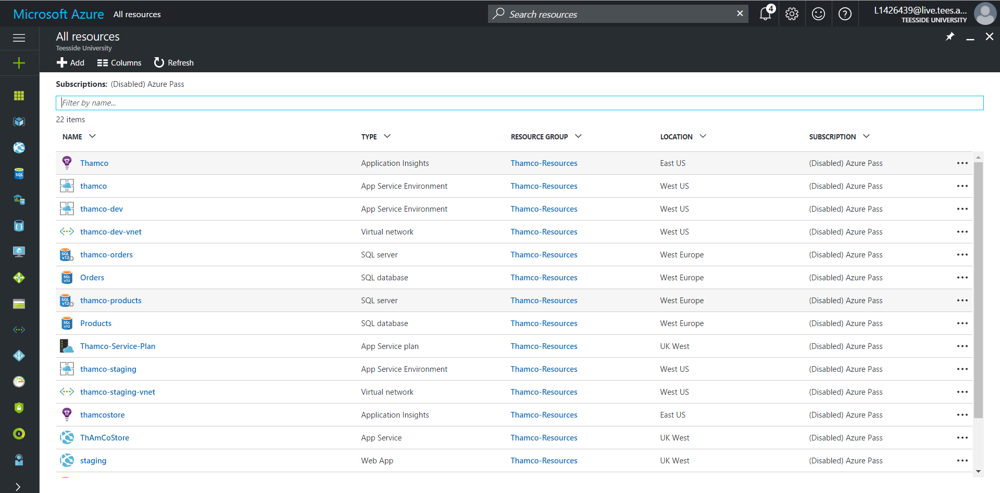 Microsoft Azure All resources
Search resources
4
L1426439@live.tees.a...
TEESSIDE UNIVERSITY
All resources
Teesside University
Add Columns Refresh
Subscriptions: (Disabled) Azure Pass
Filter by name...
22 items
NAME TYPE RESOURCE GROUP LOCATION SUBSCRIPTION
Thamco Application Insights Thamco-Resources East US (Disabled) Azure Pass
thamco App Service Environment Thamco-Resources West US (Disabled) Azure Pass
thamco-dev App Service Environment Thamco-Resources West US (Disabled) Azure Pass
thamco-dev-vnet Virtual network Thamco-Resources West US (Disabled) Azure Pass
SQL v12 thamco-orders SQL server Thamco-Resources West Europe (Disabled) Azure Pass
SQL v12 Orders SQL database Thamco-Resources West Europe (Disabled) Azure Pass
SQL v12 thamco-products SQL server Thamco-Resources West Europe (Disabled) Azure Pass
SQL v12 Products SQL database Thamco-Resources West Europe (Disabled) Azure Pass
Thamco-Service-Plan App Service plan Thamco-Resources UK West (Disabled) Azure Pass
thamco-staging App Service Environment Thamco-Resources West US (Disabled) Azure Pass
thamco-staging-vnet Virtual network Thamco-Resources West US (Disabled) Azure Pass
thamcostore Application Insights Thamco-Resources East US (Disabled) Azure Pass
ThAmCoStore App Service Thamco-Resources UK West (Disabled) Azure Pass
staging Web App Thamco-Resources UK West (Disabled) Azure Pass
SQL